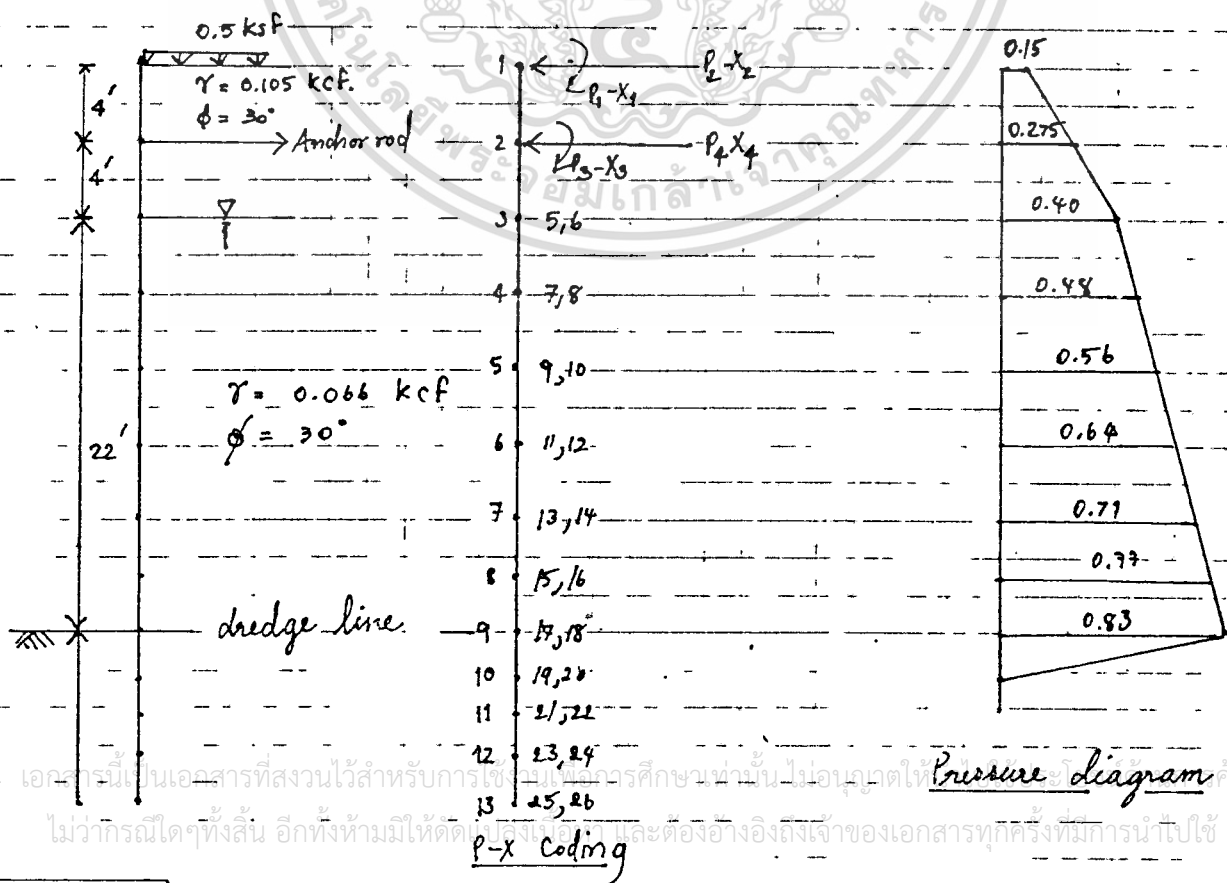 0.5 ksf
γ = 0.105 kcf.
φ = 30°
Anchor rod
4'
4'
22'
γ = 0.066 kcf
φ = 30°
dredge line
1
P2-X2
P1-X1
2
P4 X4
P3-X3
3 5,6
4 7,8
5 9,10
6 11,12
7 13,14
8 15,16
9 17,18
10 19,20
11 21,22
12 23,24
13 25,26
P-X Coding
0.15
0.275
0.40
0.48
0.56
0.64
0.71
0.77
0.83
Pressure diagram
เอกสารนี้เป็นเอกสารที่สงวนไว้สำหรับการใช้งานเพื่อการศึกษาเท่านั้น ไม่อนุญาตให้
ไม่ว่ากรณีใดๆทั้งสิ้น อีกทั้งห้ามมิให้ดัดแปลงเนื้อหา และต้องอ้างอิงถึงเจ้าของเอกสารทุกครั้งที่มีการนำไปใช้